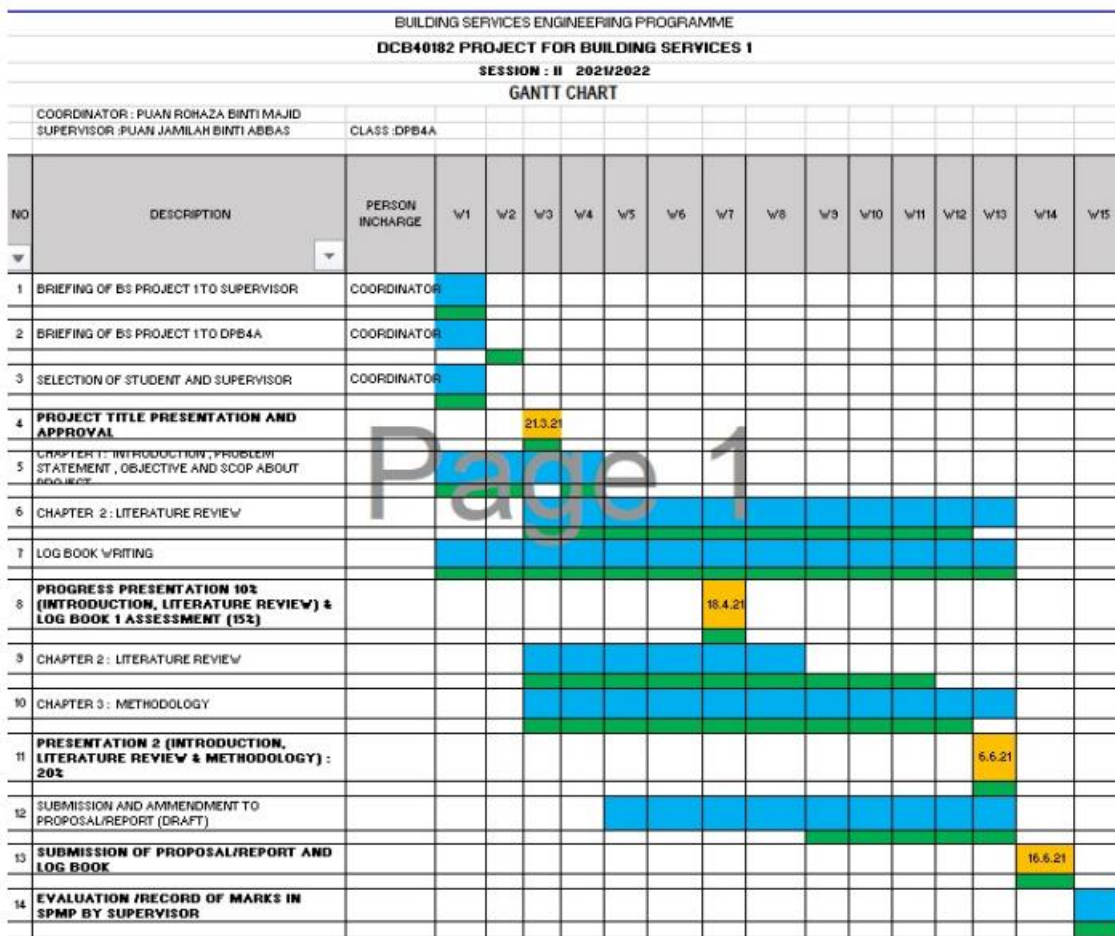 BUILDING SERVICES ENGINEERIING PROGRAMME
DCB40182 PROJECT FOR BUILDING SERVICES 1
SESSION : II 2021/2022
GANTT CHART
COORDINATOR : PUAN ROHAZA BINTI MAJID
SUPERVISOR :PUAN JAMILAH BINTI ABBAS CLASS :DPB4A
NO DESCRIPTION PERSON INCHARGE W1 W2 W3 W4 W5 W6 W7 W8 W9 W10 W11 W12 W13 W14 W15
1 BRIEFING OF BS PROJECT 1 TO SUPERVISOR COORDINATOR
2 BRIEFING OF BS PROJECT 1 TO DPB4A COORDINATOR
3 SELECTION OF STUDENT AND SUPERVISOR COORDINATOR
4 PROJECT TITLE PRESENTATION AND
APPROVAL 21.3.21
5 CHAPTER 1: INTRODUCTION , PROBLEM
STATEMENT , OBJECTIVE AND SCOP ABOUT
PROJECT
Page 1
6 CHAPTER 2 : LITERATURE REVIEW
7 LOG BOOK WRITING
8 PROGRESS PRESENTATION 10%
(INTRODUCTION, LITERATURE REVIEW) &
LOG BOOK 1 ASSESSMENT (15%) 18.4.21
9 CHAPTER 2 : LITERATURE REVIEW
10 CHAPTER 3 : METHODOLOGY
11 PRESENTATION 2 (INTRODUCTION,
LITERATURE REVIEW & METHODOLOGY) :
20% 6.6.21
12 SUBMISSION AND AMMENDMENT TO
PROPOSAL/REPORT (DRAFT)
13 SUBMISSION OF PROPOSAL/REPORT AND
LOG BOOK 16.6.21
14 EVALUATION /RECORD OF MARKS IN
SPMP BY SUPERVISOR